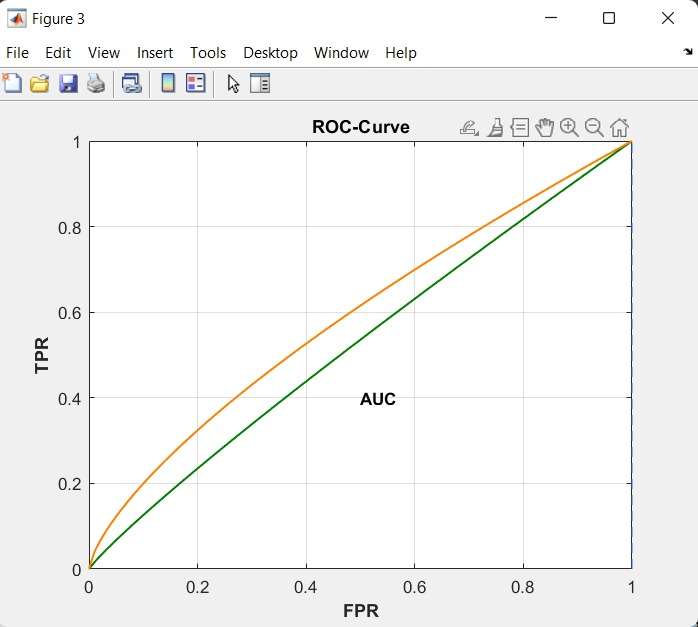 Figure 3
File Edit View Insert Tools Desktop Window Help
ROC-Curve
1
0.8
0.6
TPR
0.4
AUC
0.2
0
0 0.2 0.4 0.6 0.8 1
FPR